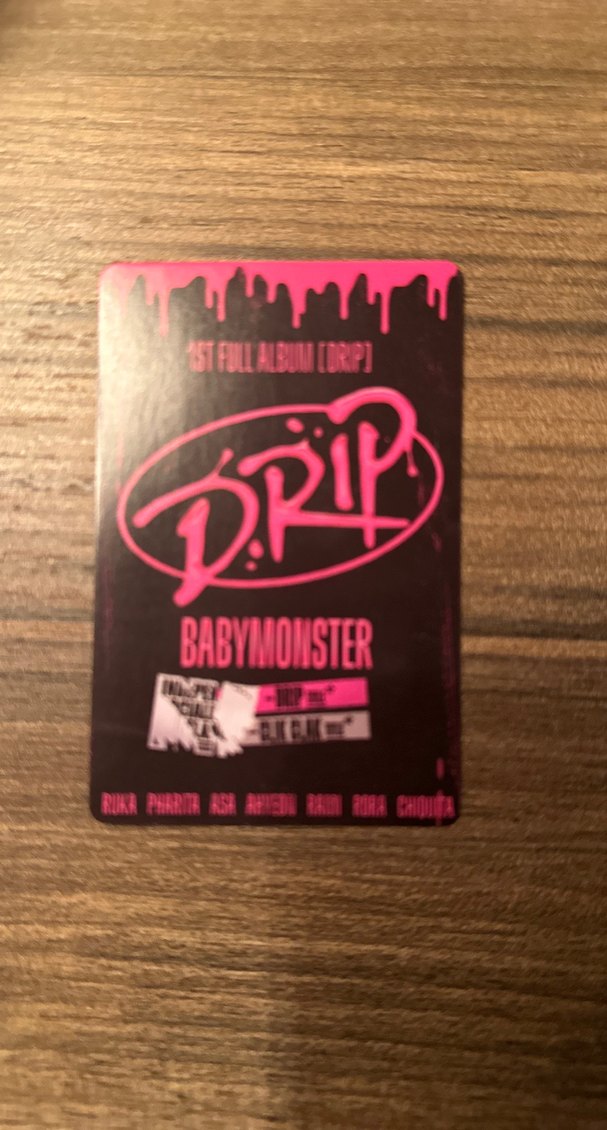 1ST FULL ALBUM [DRIP]
DRIP
BABYMONSTER
DRIP
CLIK CLAK
RUKA PHARITA ASA AHYEON RAMI RORA CHIQUITA